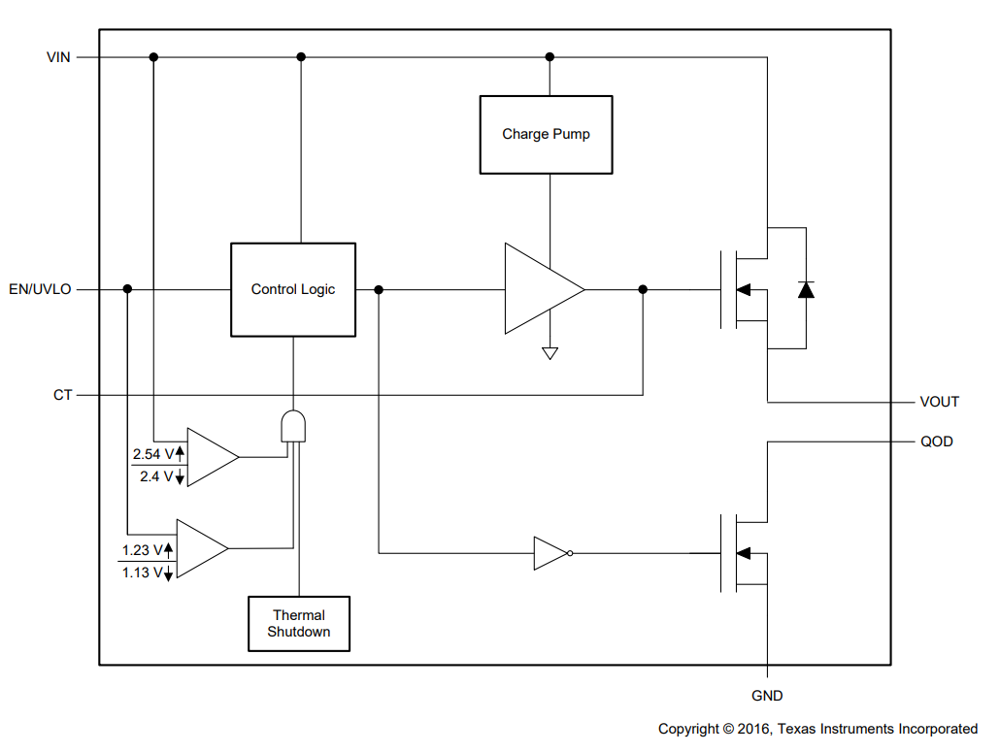 VIN
Charge Pump
EN/UVLO
Control Logic
CT
VOUT
QOD
2.54 V
2.4 V
1.23 V
1.13 V
Thermal
Shutdown
GND
Copyright © 2016, Texas Instruments Incorporated